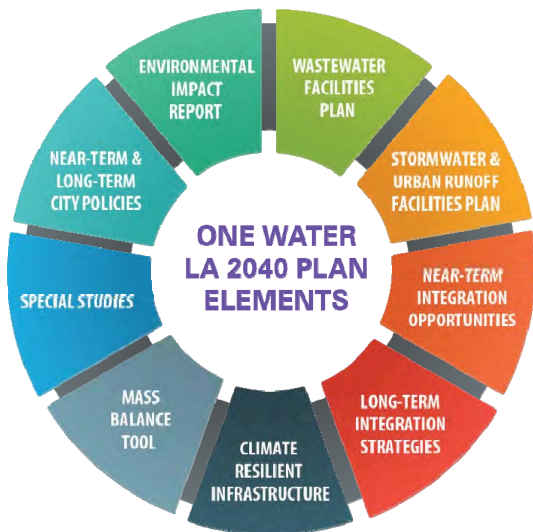 ONE WATER
LA 2040 PLAN
ELEMENTS
WASTEWATER
FACILITIES
PLAN
STORMWATER &
URBAN RUNOFF
FACILITIES PLAN
NEAR-TERM
INTEGRATION
OPPORTUNITIES
LONG-TERM
INTEGRATION
STRATEGIES
CLIMATE
RESILIENT
INFRASTRUCTURE
MASS
BALANCE
TOOL
SPECIAL STUDIES
NEAR-TERM &
LONG-TERM
CITY POLICIES
ENVIRONMENTAL
IMPACT
REPORT